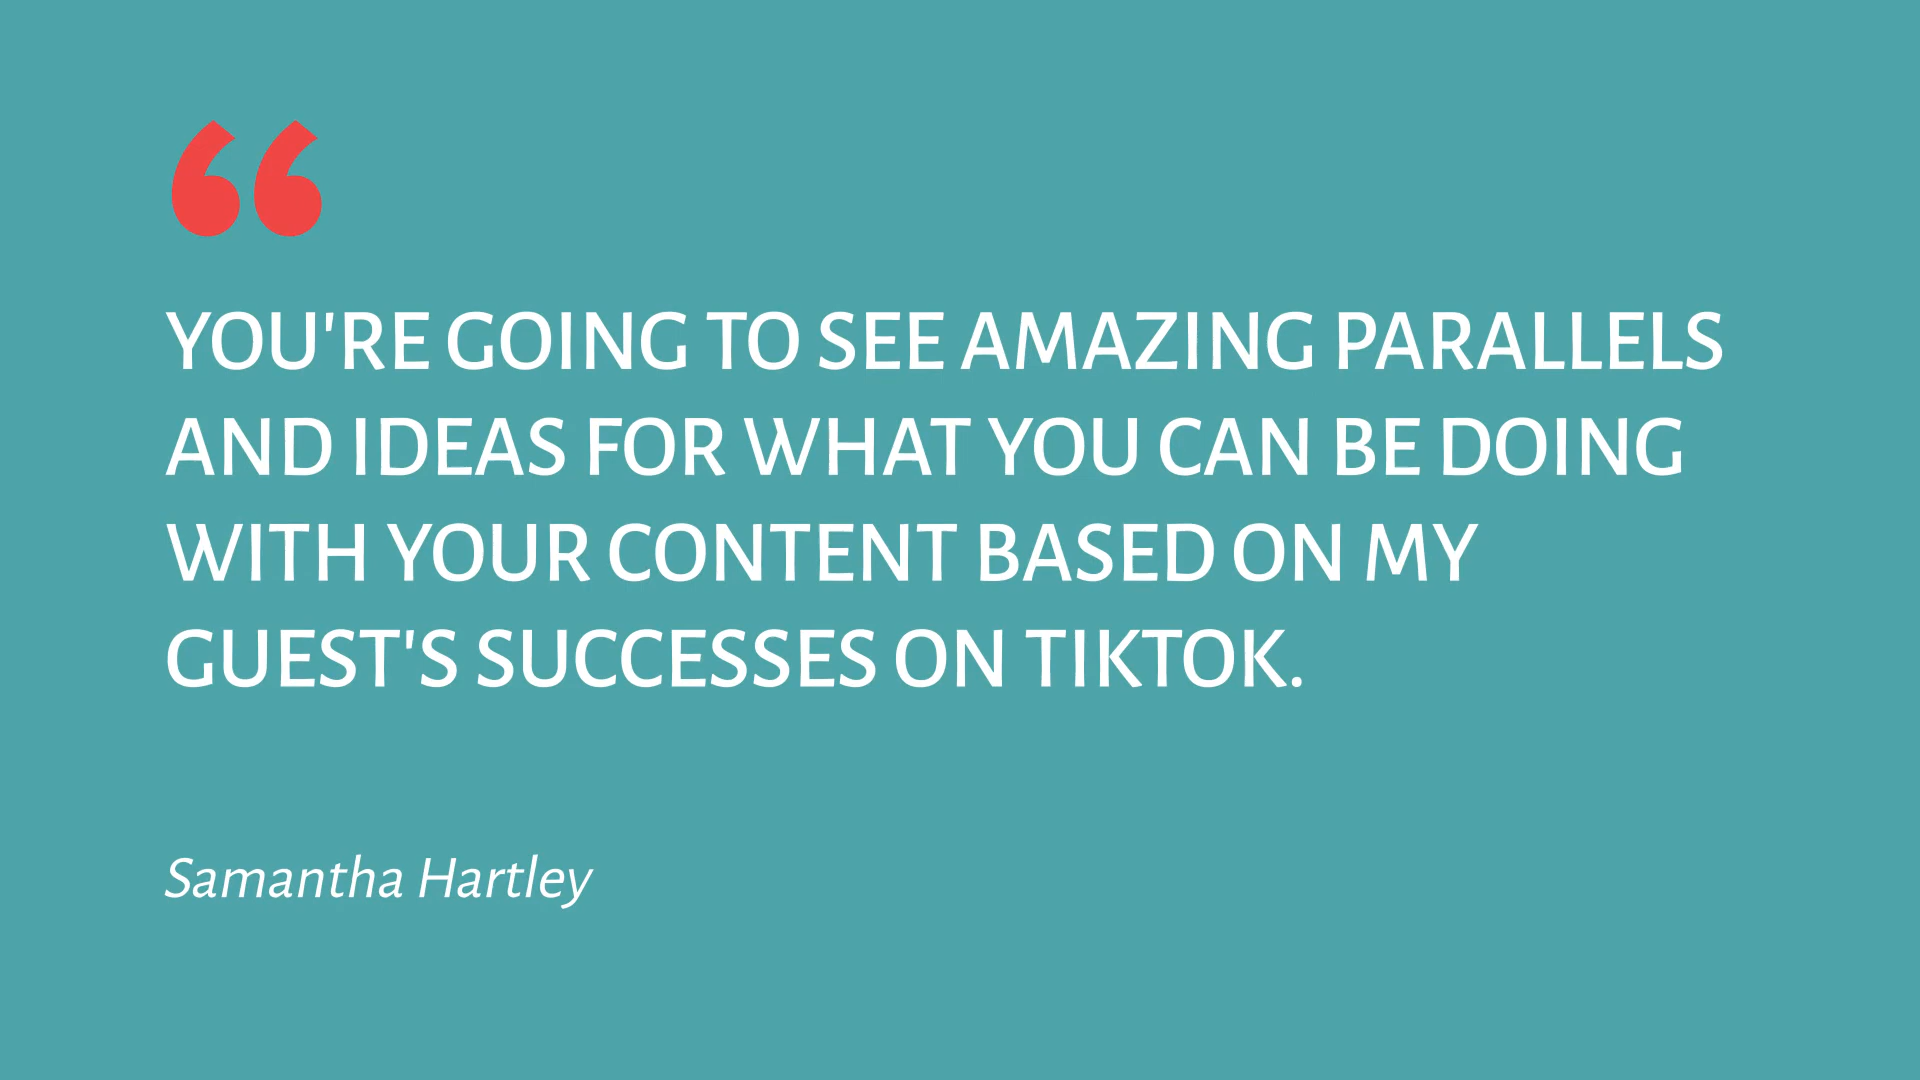 “
YOU'RE GOING TO SEE AMAZING PARALLELS
AND IDEAS FOR WHAT YOU CAN BE DOING
WITH YOUR CONTENT BASED ON MY
GUEST'S SUCCESSES ON TIKTOK.
Samantha Hartley